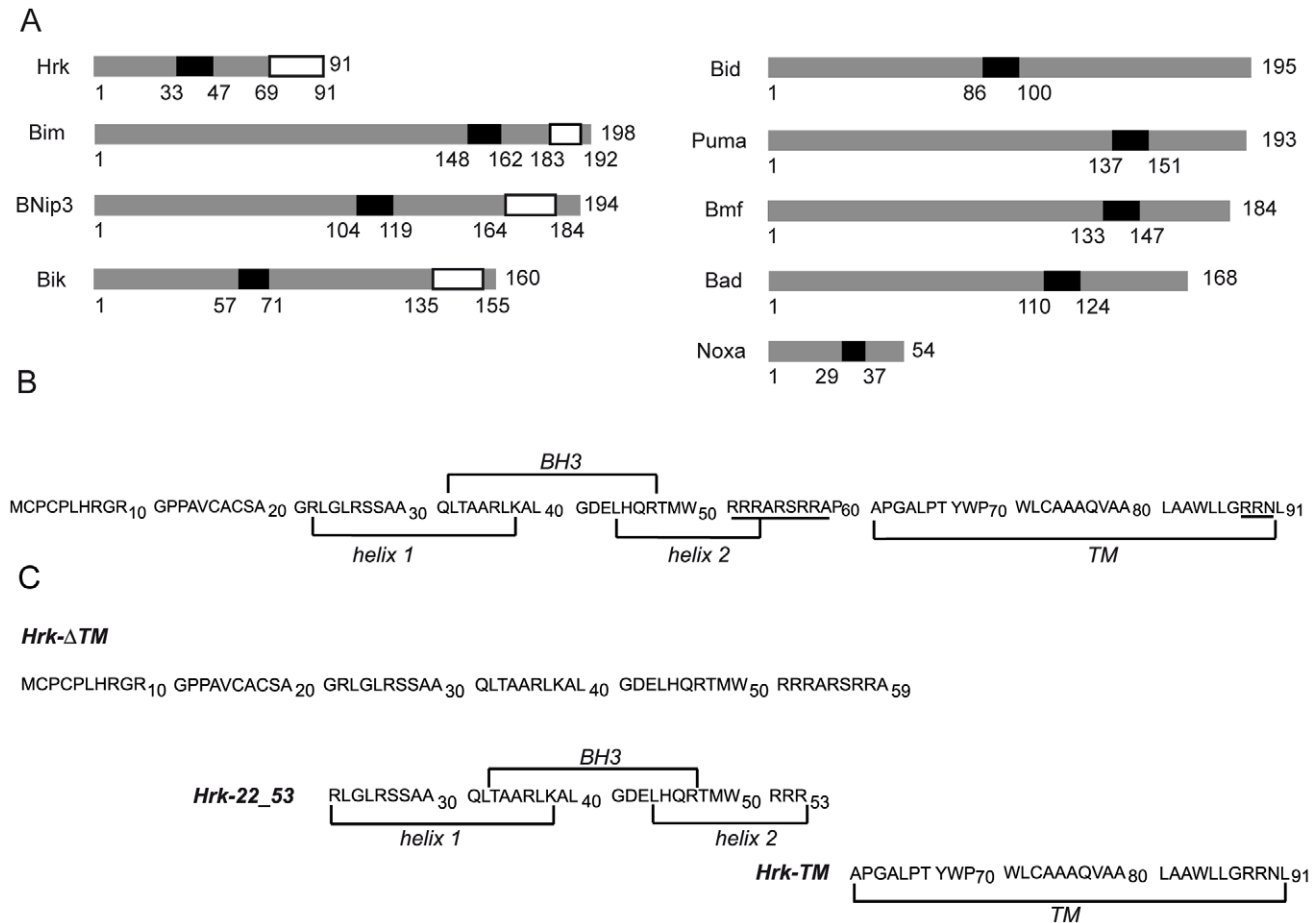 A
Hrk 91
1 33 47 69 91
Bim 198
1 148 162 183 192
BNip3 194
1 104 119 164 184
Bik 160
1 57 71 135 155
Bid 195
1 86 100
Puma 193
1 137 151
Bmf 184
1 133 147
Bad 168
1 110 124
Noxa 54
1 29 37
B
BH3
MCPCPLHRGR10 GPPAVCACSA20 GRLGLRSSAA30 QLTAARLKAL40 GDELHQRTMW50 RRRARSRRAP60 APGALPT YWP70 WLCAAAQVAA80 LAAWLLGRRNL91
helix 1 helix 2 TM
C
Hrk-ΔTM
MCPCPLHRGR10 GPPAVCACSA20 GRLGLRSSAA30 QLTAARLKAL40 GDELHQRTMW50 RRRARSRRA59
BH3
Hrk-22_53 RLGLRSSAA30 QLTAARLKAL40 GDELHQRTMW50 RRR53
helix 1 helix 2
Hrk-TM APGALPT YWP70 WLCAAAQVAA80 LAAWLLGRRNL91
TM